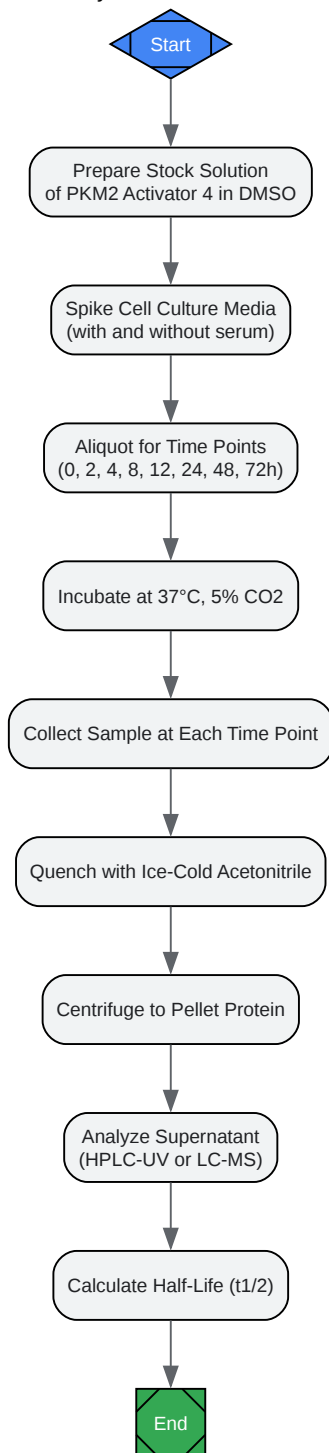 Start
Prepare Stock Solution
of PKM2 Activator 4 in DMSO
Spike Cell Culture Media
(with and without serum)
Aliquot for Time Points
(0, 2, 4, 8, 12, 24, 48, 72h)
Incubate at 37°C, 5% CO2
Collect Sample at Each Time Point
Quench with Ice-Cold Acetonitrile
Centrifuge to Pellet Protein
Analyze Supernatant
(HPLC-UV or LC-MS)
Calculate Half-Life (t1/2)
End